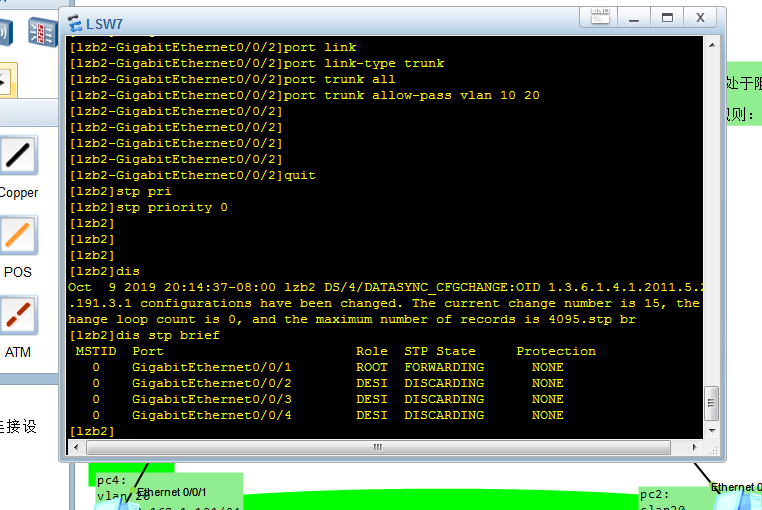 LSW7
[lzb2-GigabitEthernet0/0/2]port link
[lzb2-GigabitEthernet0/0/2]port link-type trunk
[lzb2-GigabitEthernet0/0/2]port trunk all
[lzb2-GigabitEthernet0/0/2]port trunk allow-pass vlan 10 20
[lzb2-GigabitEthernet0/0/2]
[lzb2-GigabitEthernet0/0/2]
[lzb2-GigabitEthernet0/0/2]
[lzb2-GigabitEthernet0/0/2]
[lzb2-GigabitEthernet0/0/2]quit
[lzb2]stp pri
[lzb2]stp priority 0
[lzb2]
[lzb2]
[lzb2]
[lzb2]dis
Oct  9 2019 20:14:37-08:00 lzb2 DS/4/DATASYNC_CFGCHANGE:OID 1.3.6.1.4.1.2011.5.2
.191.3.1 configurations have been changed. The current change number is 15, the
hange loop count is 0, and the maximum number of records is 4095.stp br
[lzb2]dis stp brief
MSTID  Port                        Role  STP State     Protection
0    GigabitEthernet0/0/1        ROOT  FORWARDING      NONE
0    GigabitEthernet0/0/2        DESI  DISCARDING      NONE
0    GigabitEthernet0/0/3        DESI  DISCARDING      NONE
0    GigabitEthernet0/0/4        DESI  DISCARDING      NONE
[lzb2]
Copper
POS
ATM
连接设
处于阻
规则：
pc4:
vlan 20
Ethernet 0/0/1
pc2:
Ethernet 0